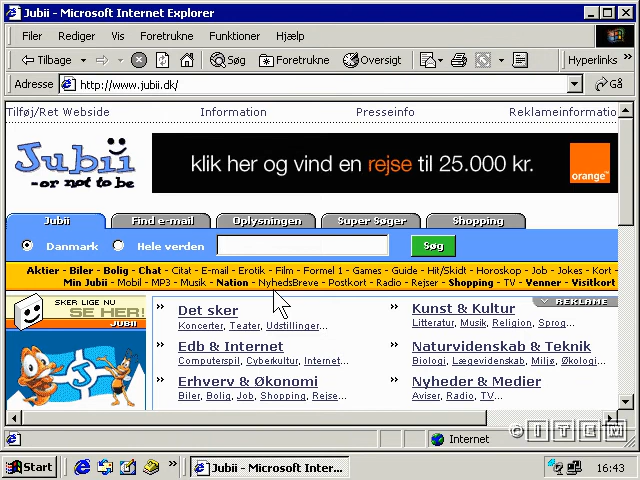 Jubii - Microsoft Internet Explorer
Filer Rediger Vis Foretrukne Funktioner Hjælp
Tilbage Søg Foretrukne Oversigt Hyperlinks »
Adresse http://www.jubii.dk/ Gå
Tilføj/Ret Webside Information Presseinfo Reklameinformation
Jubii
-or not to be
klik her og vind en rejse til 25.000 kr.
orange™
Jubii Find e-mail Oplysningen Super Søger Shopping
Danmark Hele verden Søg
Aktier - Biler - Bolig - Chat - Citat - E-mail - Erotik - Film - Formel 1 - Games - Guide - Hit/Skidt - Horoskop - Job - Jokes - Kort -
Min Jubii - Mobil - MP3 - Musik - Nation - NyhedsBreve - Postkort - Radio - Rejser - Shopping - TV - Venner - Visitkort
SKER LIGE NU
SE HER!
JUBII
REKLAME
» Det sker
Koncerter, Teater, Udstillinger...
» Kunst & Kultur
Litteratur, Musik, Religion, Sprog...
» Edb & Internet
Computerspil, Cyberkultur, Internet...
» Naturvidenskab & Teknik
Biologi, Lægevidenskab, Miljø, Økologi...
» Erhverv & Økonomi
Biler, Bolig, Job, Shopping, Rejse...
» Nyheder & Medier
Aviser, Radio, TV...
Internet
© ITEM
Start » Jubii - Microsoft Inter... 16:43